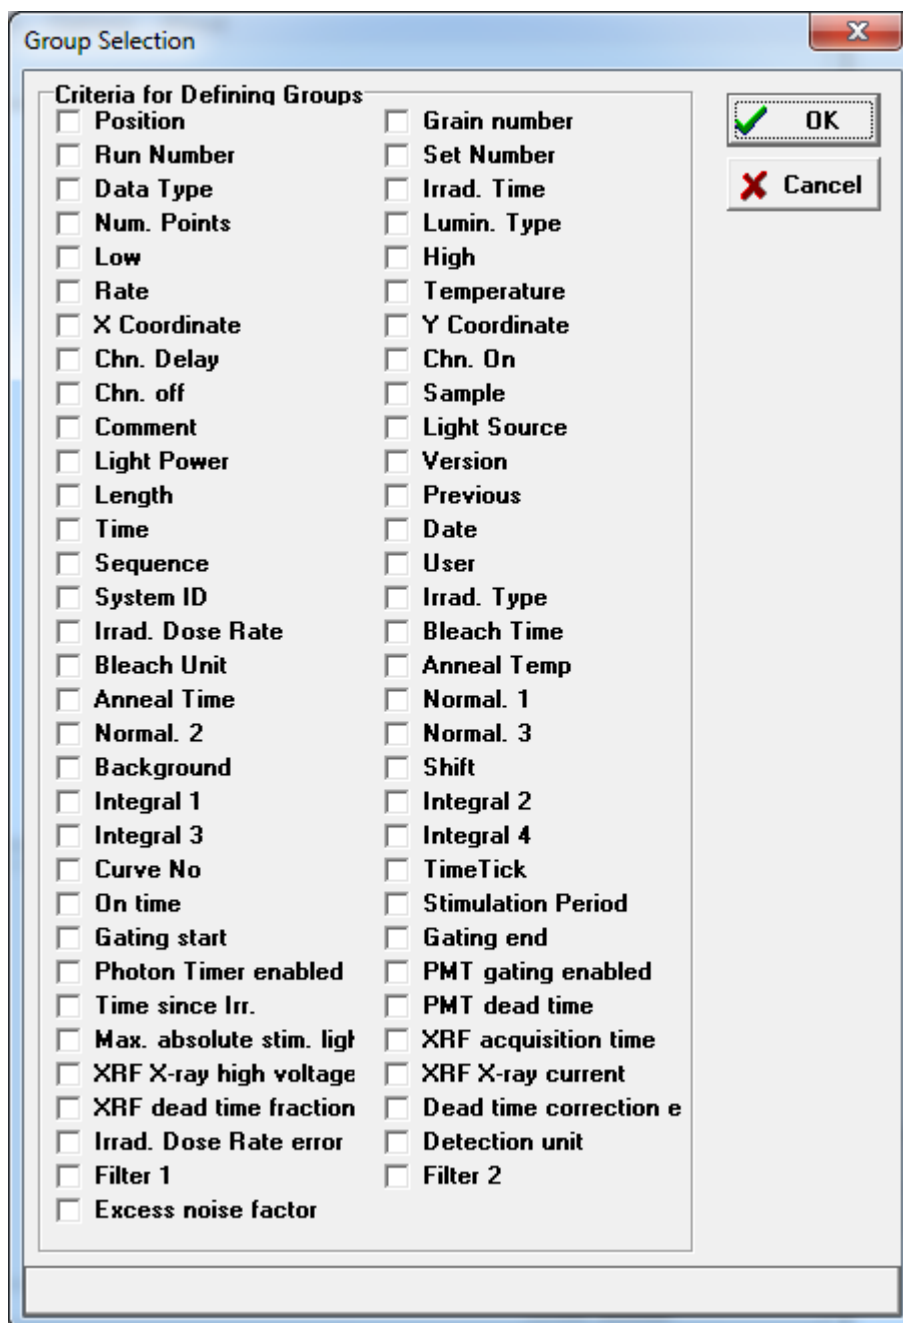 Group Selection
Criteria for Defining Groups
Position Grain number
Run Number Set Number
Data Type Irrad. Time
Num. Points Lumin. Type
Low High
Rate Temperature
X Coordinate Y Coordinate
Chn. Delay Chn. On
Chn. off Sample
Comment Light Source
Light Power Version
Length Previous
Time Date
Sequence User
System ID Irrad. Type
Irrad. Dose Rate Bleach Time
Bleach Unit Anneal Temp
Anneal Time Normal. 1
Normal. 2 Normal. 3
Background Shift
Integral 1 Integral 2
Integral 3 Integral 4
Curve No TimeTick
On time Stimulation Period
Gating start Gating end
Photon Timer enabled PMT gating enabled
Time since Irr. PMT dead time
Max. absolute stim. ligh XRF acquisition time
XRF X-ray high voltage XRF X-ray current
XRF dead time fraction Dead time correction e
Irrad. Dose Rate error Detection unit
Filter 1 Filter 2
Excess noise factor
OK
Cancel